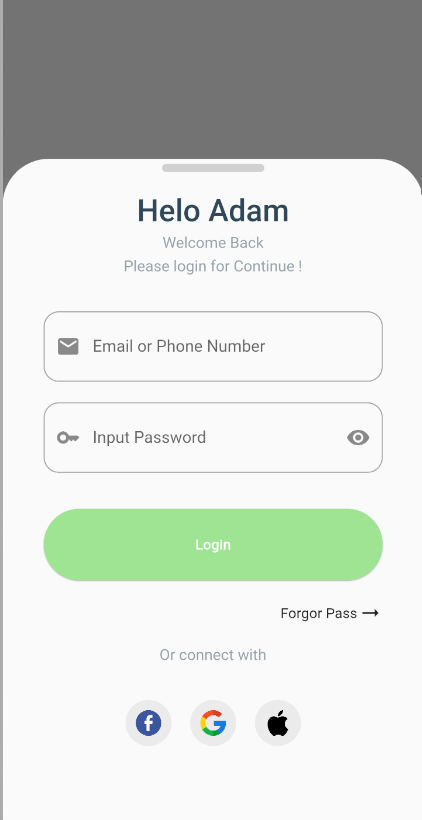 Helo Adam
Welcome Back
Please login for Continue !
Email or Phone Number
Input Password
Login
Forgor Pass →
Or connect with